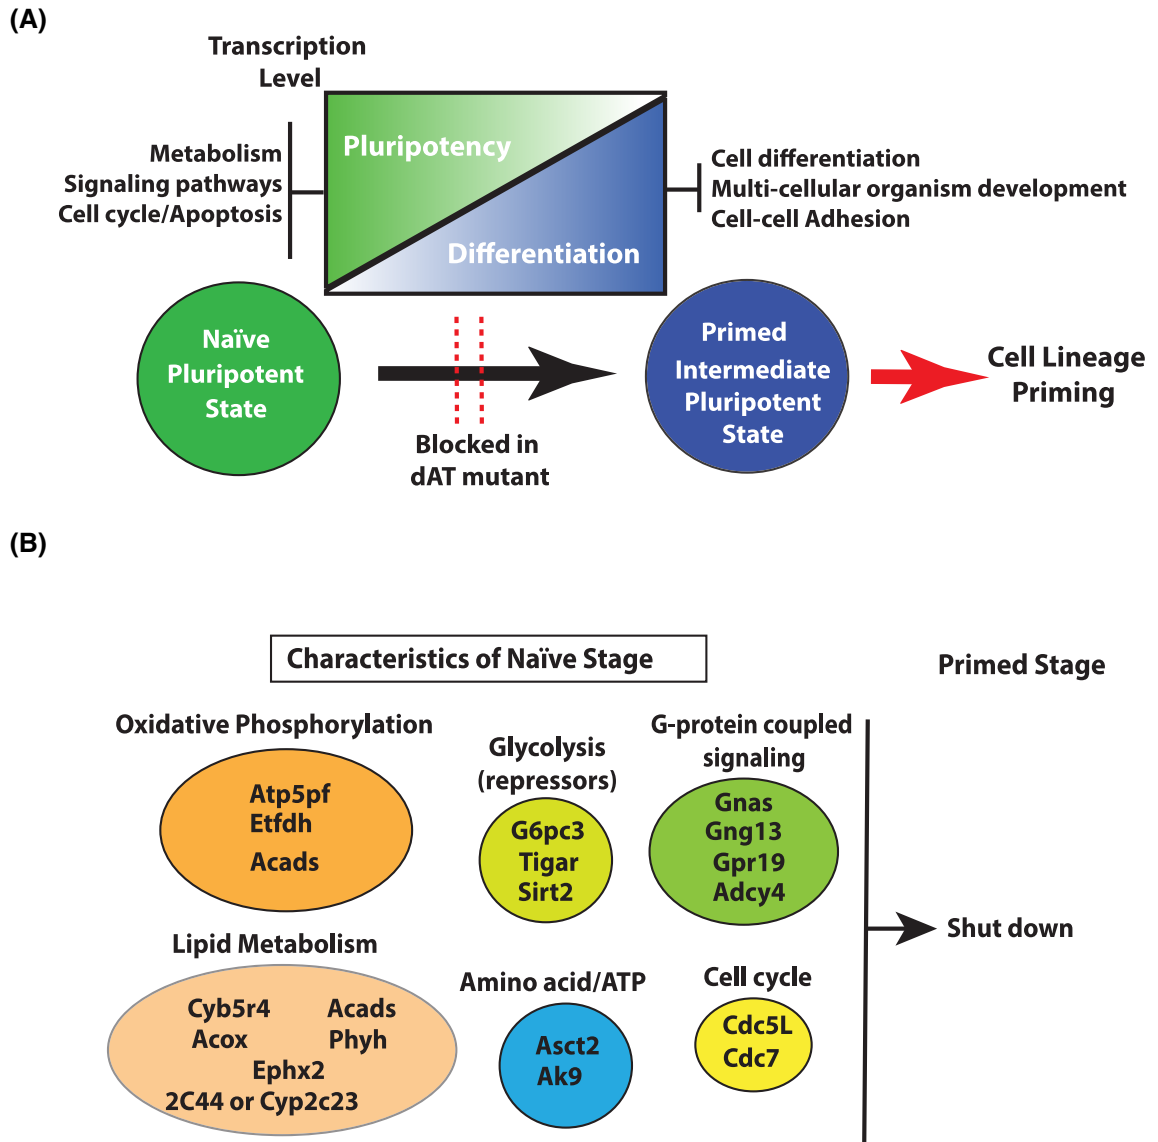 (A)
Transcription
Level
Metabolism
Signaling pathways
Cell cycle/Apoptosis
Pluripotency
Differentiation
Cell differentiation
Multi-cellular organism development
Cell-cell Adhesion
Naïve
Pluripotent
State
Blocked in
dAT mutant
Primed
Intermediate
Pluripotent
State
Cell Lineage
Priming
(B)
Characteristics of Naïve Stage
Primed Stage
Oxidative Phosphorylation
Atp5pf
Etfdh
Acads
Glycolysis
(repressors)
G6pc3
Tigar
Sirt2
G-protein coupled
signaling
Gnas
Gng13
Gpr19
Adcy4
Shut down
Lipid Metabolism
Cyb5r4 Acads
Acox Phyh
Ephx2
2C44 or Cyp2c23
Amino acid/ATP
Asct2
Ak9
Cell cycle
Cdc5L
Cdc7